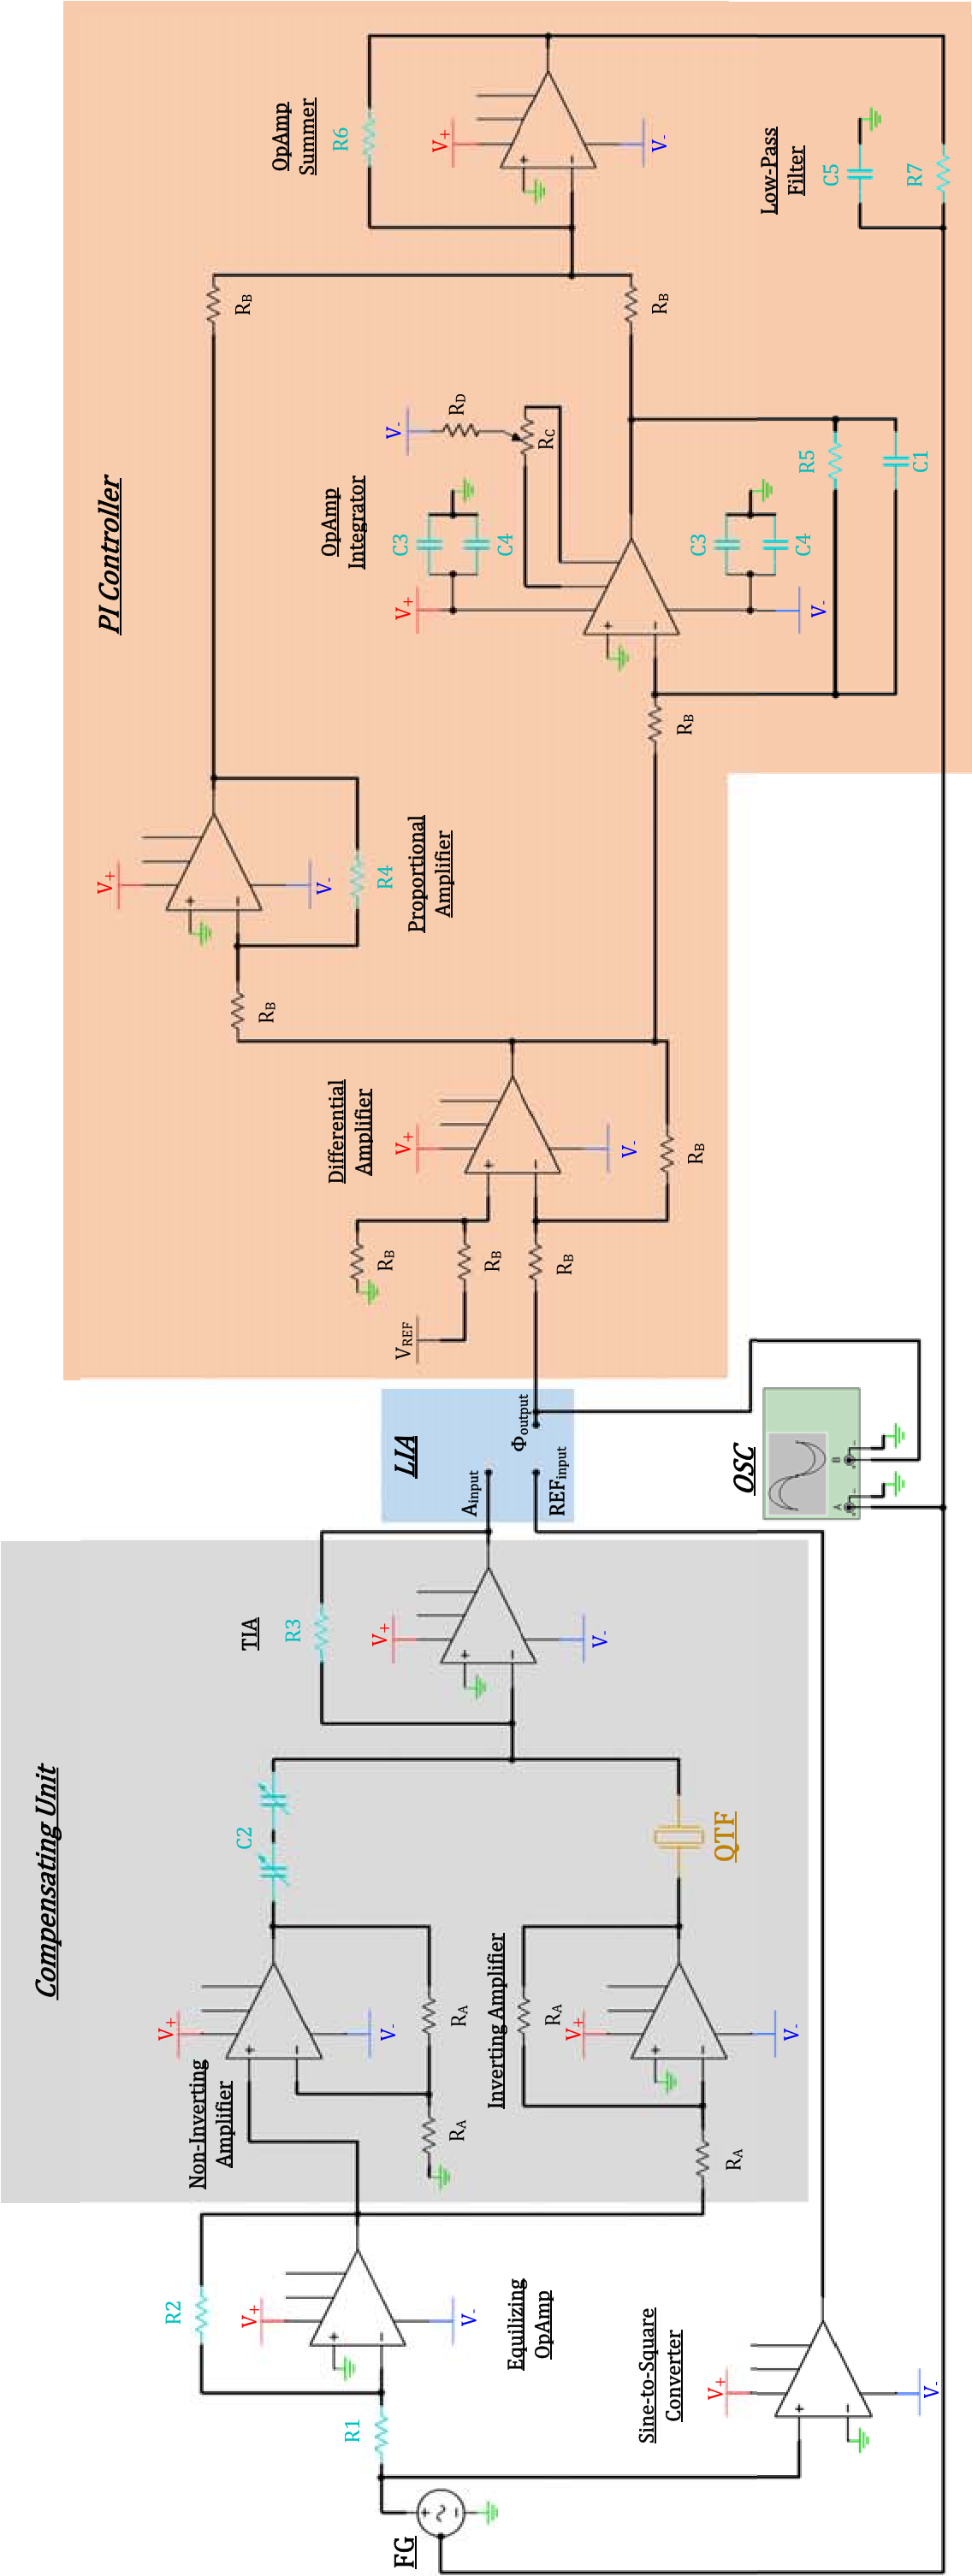 OpAmp
Summer
R6
V+
V-
+
-
Low-Pass
Filter
C5
R7
RB
RB
PI Controller
V-
RD
RC
OpAmp
Integrator
C3
C4
V+
+
-
V-
C3
C4
R5
C1
RB
V+
+
-
V-
R4
Proportional
Amplifier
RB
Differential
Amplifier
V+
+
-
V-
RB
RB
RB
RB
VREF
LIA
Φoutput
Ainput
REFinput
OSC
A
B
TIA
R3
V+
+
-
V-
Compensating Unit
C2
QTF
Non-Inverting
Amplifier
V+
+
-
V-
RA
RA
Inverting Amplifier
RA
V+
+
-
V-
RA
R2
V+
+
-
V-
Equilizing
OpAmp
R1
Sine-to-Square
Converter
V+
+
-
V-
FG
+
~
-